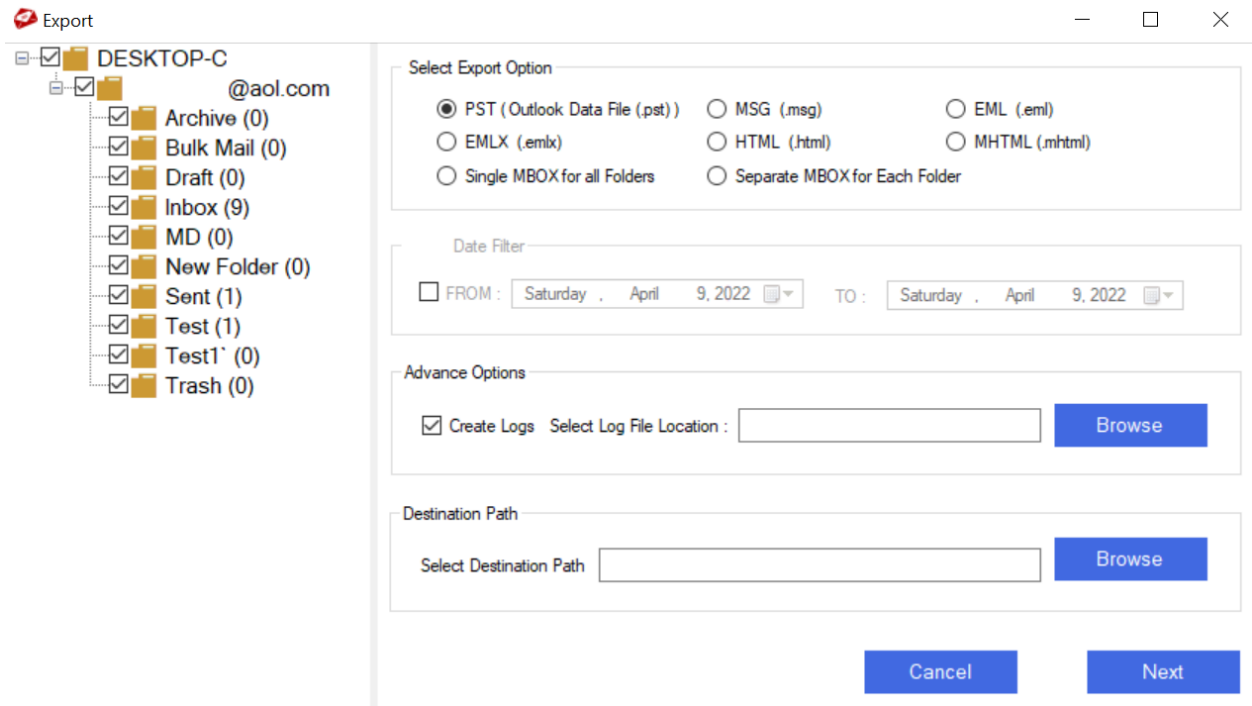 Export
DESKTOP-C
@aol.com
Archive (0)
Bulk Mail (0)
Draft (0)
Inbox (9)
MD (0)
New Folder (0)
Sent (1)
Test (1)
Test1` (0)
Trash (0)
Select Export Option
PST ( Outlook Data File (.pst) ) MSG (.msg) EML (.eml)
EMLX (.emlx) HTML (.html) MHTML (.mhtml)
Single MBOX for all Folders Separate MBOX for Each Folder
Date Filter
FROM : Saturday , April 9, 2022 TO : Saturday , April 9, 2022
Advance Options
Create Logs Select Log File Location : Browse
Destination Path
Select Destination Path Browse
Cancel Next